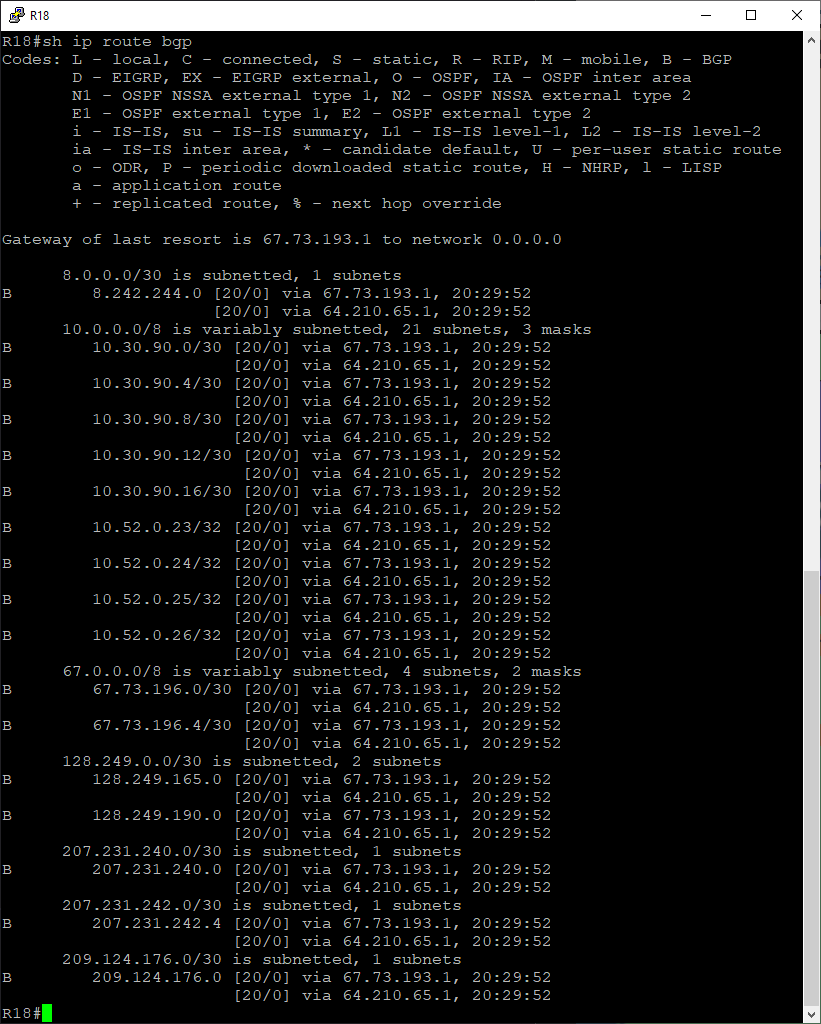 R18
R18#sh ip route bgp
Codes: L - local, C - connected, S - static, R - RIP, M - mobile, B - BGP
       D - EIGRP, EX - EIGRP external, O - OSPF, IA - OSPF inter area
       N1 - OSPF NSSA external type 1, N2 - OSPF NSSA external type 2
       E1 - OSPF external type 1, E2 - OSPF external type 2
       i - IS-IS, su - IS-IS summary, L1 - IS-IS level-1, L2 - IS-IS level-2
       ia - IS-IS inter area, * - candidate default, U - per-user static route
       o - ODR, P - periodic downloaded static route, H - NHRP, l - LISP
       a - application route
       + - replicated route, % - next hop override
Gateway of last resort is 67.73.193.1 to network 0.0.0.0
      8.0.0.0/30 is subnetted, 1 subnets
B        8.242.244.0 [20/0] via 67.73.193.1, 20:29:52
                     [20/0] via 64.210.65.1, 20:29:52
      10.0.0.0/8 is variably subnetted, 21 subnets, 3 masks
B        10.30.90.0/30 [20/0] via 67.73.193.1, 20:29:52
                       [20/0] via 64.210.65.1, 20:29:52
B        10.30.90.4/30 [20/0] via 67.73.193.1, 20:29:52
                       [20/0] via 64.210.65.1, 20:29:52
B        10.30.90.8/30 [20/0] via 67.73.193.1, 20:29:52
                       [20/0] via 64.210.65.1, 20:29:52
B        10.30.90.12/30 [20/0] via 67.73.193.1, 20:29:52
                        [20/0] via 64.210.65.1, 20:29:52
B        10.30.90.16/30 [20/0] via 67.73.193.1, 20:29:52
                        [20/0] via 64.210.65.1, 20:29:52
B        10.52.0.23/32 [20/0] via 67.73.193.1, 20:29:52
                       [20/0] via 64.210.65.1, 20:29:52
B        10.52.0.24/32 [20/0] via 67.73.193.1, 20:29:52
                       [20/0] via 64.210.65.1, 20:29:52
B        10.52.0.25/32 [20/0] via 67.73.193.1, 20:29:52
                       [20/0] via 64.210.65.1, 20:29:52
B        10.52.0.26/32 [20/0] via 67.73.193.1, 20:29:52
                       [20/0] via 64.210.65.1, 20:29:52
      67.0.0.0/8 is variably subnetted, 4 subnets, 2 masks
B        67.73.196.0/30 [20/0] via 67.73.193.1, 20:29:52
                        [20/0] via 64.210.65.1, 20:29:52
B        67.73.196.4/30 [20/0] via 67.73.193.1, 20:29:52
                        [20/0] via 64.210.65.1, 20:29:52
      128.249.0.0/30 is subnetted, 2 subnets
B        128.249.165.0 [20/0] via 67.73.193.1, 20:29:52
                       [20/0] via 64.210.65.1, 20:29:52
B        128.249.190.0 [20/0] via 67.73.193.1, 20:29:52
                       [20/0] via 64.210.65.1, 20:29:52
      207.231.240.0/30 is subnetted, 1 subnets
B        207.231.240.0 [20/0] via 67.73.193.1, 20:29:52
                       [20/0] via 64.210.65.1, 20:29:52
      207.231.242.0/30 is subnetted, 1 subnets
B        207.231.242.4 [20/0] via 67.73.193.1, 20:29:52
                       [20/0] via 64.210.65.1, 20:29:52
      209.124.176.0/30 is subnetted, 1 subnets
B        209.124.176.0 [20/0] via 67.73.193.1, 20:29:52
                       [20/0] via 64.210.65.1, 20:29:52
R18#